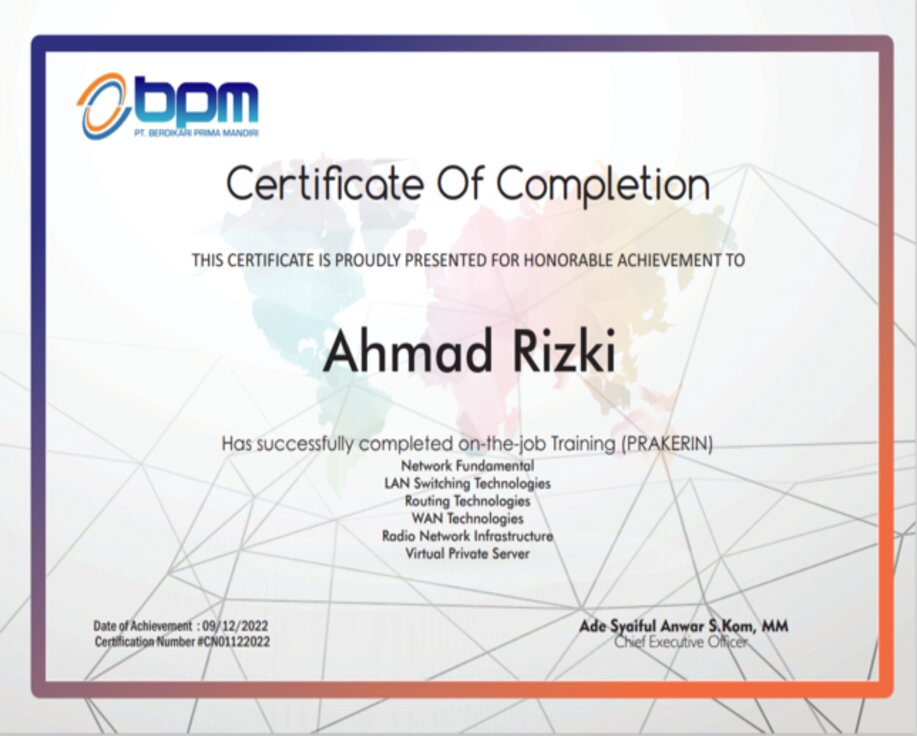 bpm
PT. BERDIKARI PRIMA MANDIRI
Certificate Of Completion
THIS CERTIFICATE IS PROUDLY PRESENTED FOR HONORABLE ACHIEVEMENT TO
Ahmad Rizki
Has successfully completed on-the-job Training (PRAKERIN)
Network Fundamental
LAN Switching Technologies
Routing Technologies
WAN Technologies
Radio Network Infrastructure
Virtual Private Server
Date of Achievement : 09/12/2022
Certification Number #CN01122022
Ade Syaiful Anwar S.Kom, MM
Chief Executive Officer